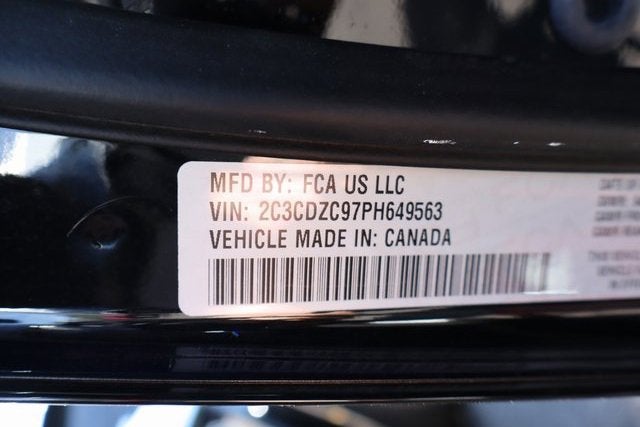 MFD BY: FCA US LLC
VIN: 2C3CDZC97PH649563
VEHICLE MADE IN: CANADA